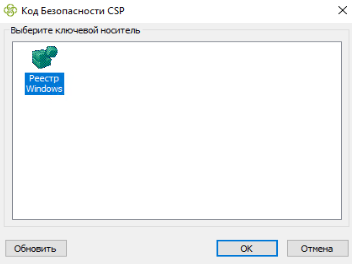 Код Безопасности CSP
Выберите ключевой носитель
Реестр
Windows
Обновить
OK
Отмена